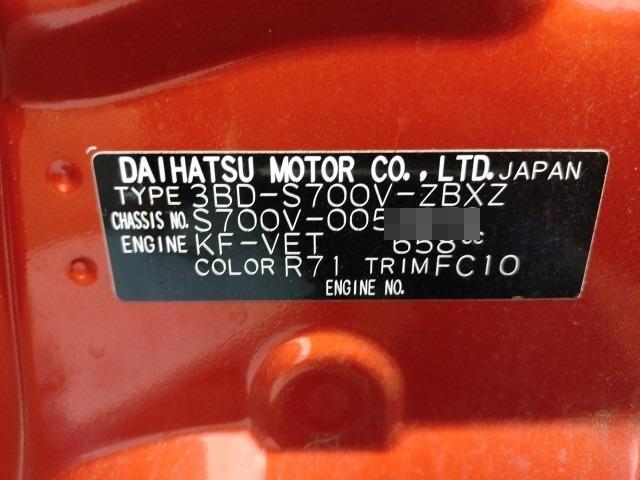 DAIHATSU MOTOR CO., LTD. JAPAN
TYPE 3BD-S700V-ZBXZ
CHASSIS NO. S700V-005
ENGINE KF-VET 658cc
COLOR R71 TRIM FC10
ENGINE NO.